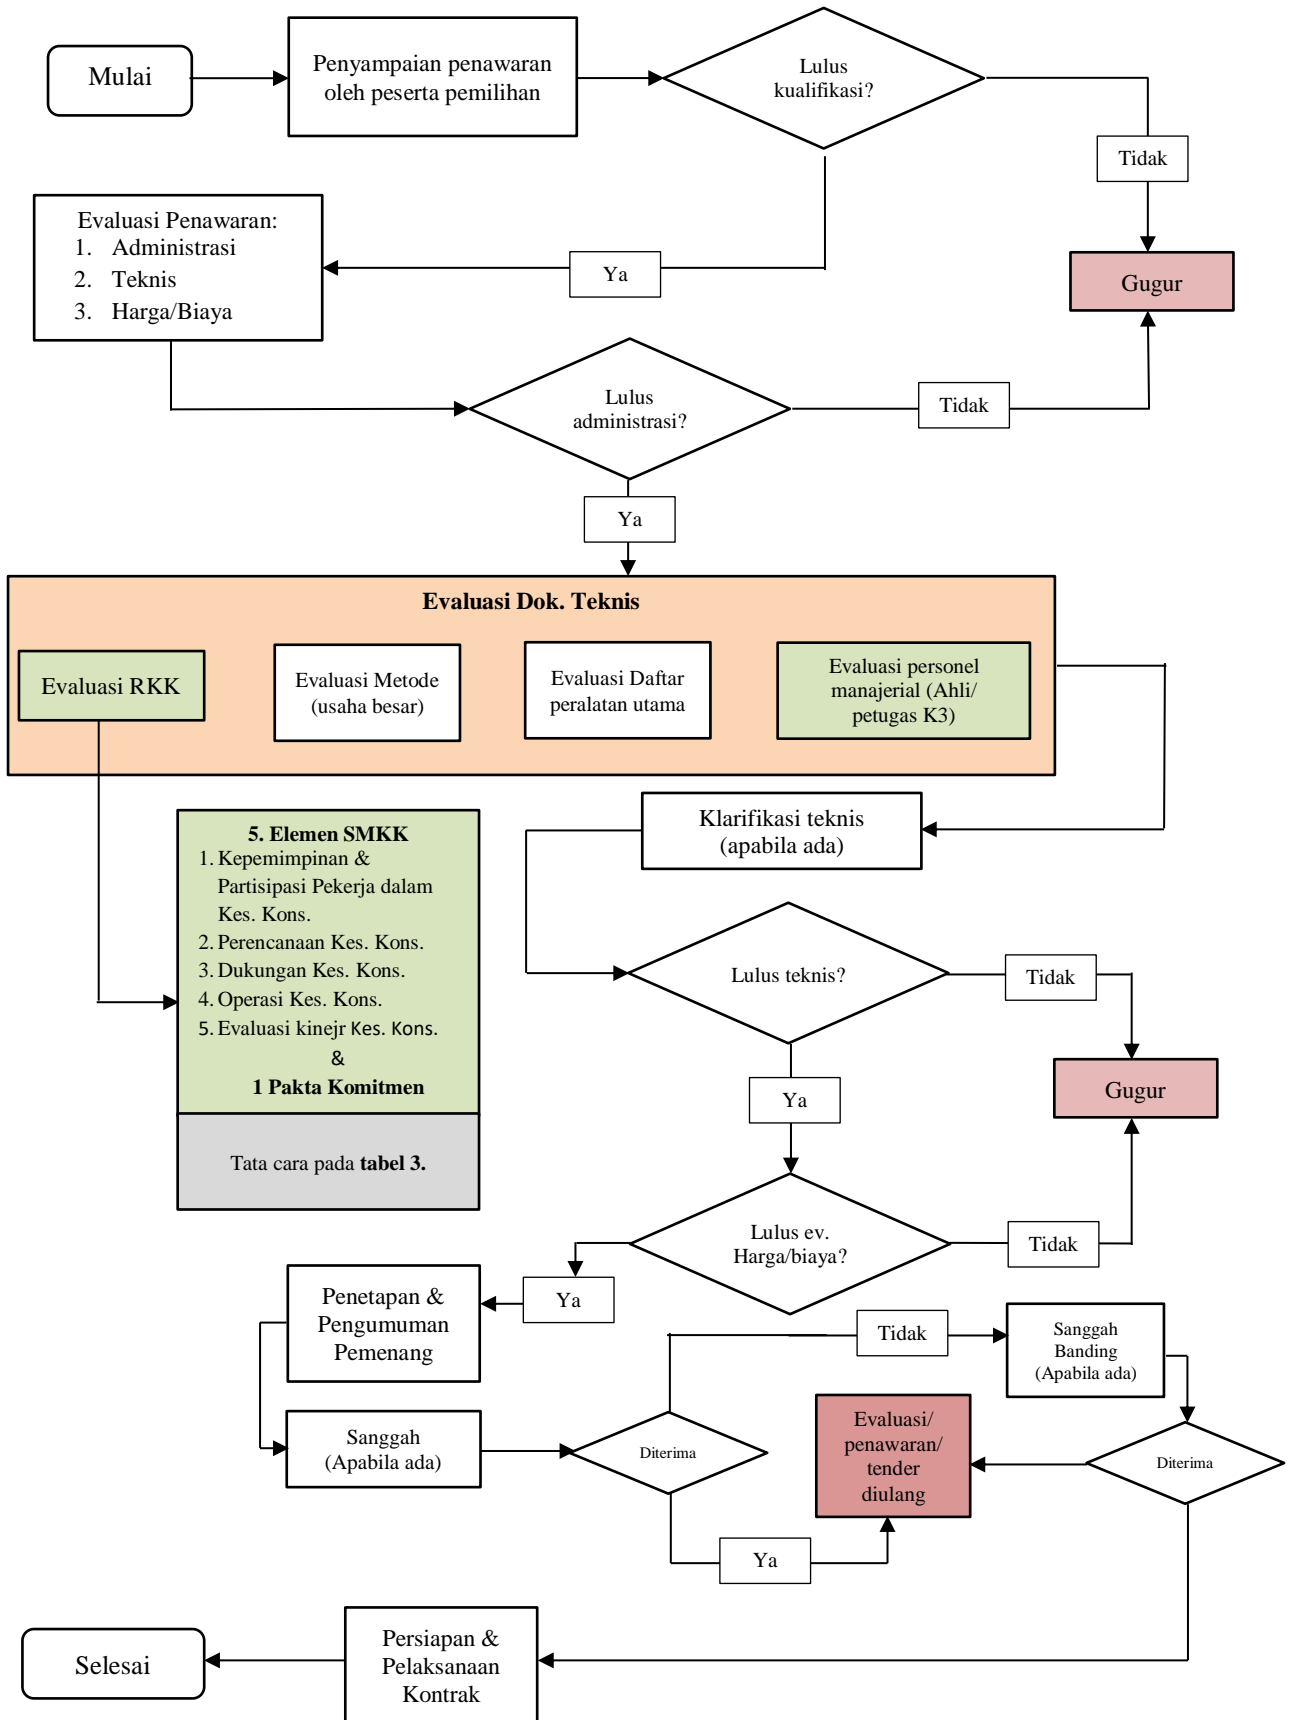 Mulai
Penyampaian penawaran
oleh peserta pemilihan
Lulus
kualifikasi?
Tidak
Evaluasi Penawaran:
1. Administrasi
2. Teknis
3. Harga/Biaya
Ya
Gugur
Lulus
administrasi?
Tidak
Ya
Evaluasi Dok. Teknis
Evaluasi RKK
Evaluasi Metode
(usaha besar)
Evaluasi Daftar
peralatan utama
Evaluasi personel
manajerial (Ahli/
petugas K3)
Klarifikasi teknis
(apabila ada)
5. Elemen SMKK
1. Kepemimpinan &
Partisipasi Pekerja dalam
Kes. Kons.
2. Perencanaan Kes. Kons.
3. Dukungan Kes. Kons.
4. Operasi Kes. Kons.
5. Evaluasi kinejr Kes. Kons.
&
1 Pakta Komitmen
Tata cara pada tabel 3.
Lulus teknis?
Tidak
Ya
Gugur
Lulus ev.
Harga/biaya?
Tidak
Ya
Penetapan &
Pengumuman
Pemenang
Tidak
Sanggah
Banding
(Apabila ada)
Sanggah
(Apabila ada)
Diterima
Evaluasi/
penawaran/
tender
diulang
Diterima
Ya
Persiapan &
Pelaksanaan
Kontrak
Selesai